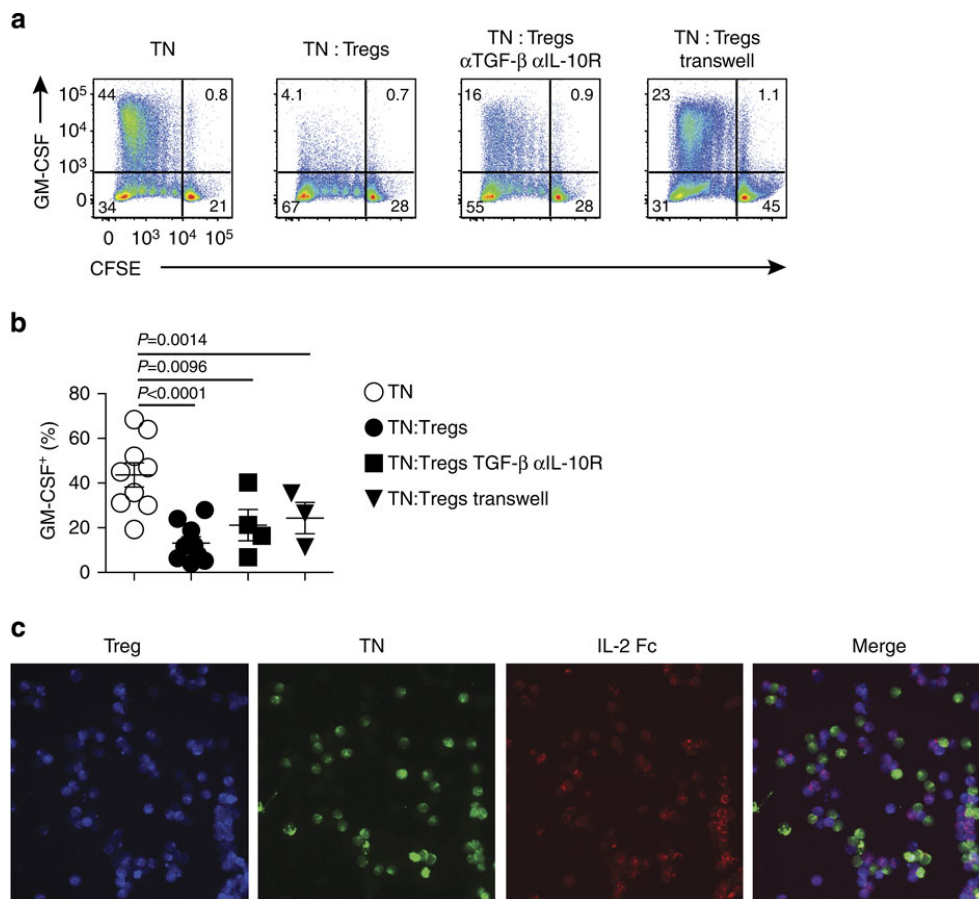 a
TN
TN : Tregs
TN : Tregs
αTGF-β αIL-10R
TN : Tregs
transwell
GM-CSF
10⁵
10⁴
10³
0
44 0.8
34 21
4.1 0.7
67 28
16 0.9
55 28
23 1.1
31 45
0 10³ 10⁴ 10⁵
CFSE
b
P=0.0014
P=0.0096
P<0.0001
GM-CSF⁺ (%)
80
60
40
20
0
TN
TN:Tregs
TN:Tregs TGF-β αIL-10R
TN:Tregs transwell
c
Treg
TN
IL-2 Fc
Merge